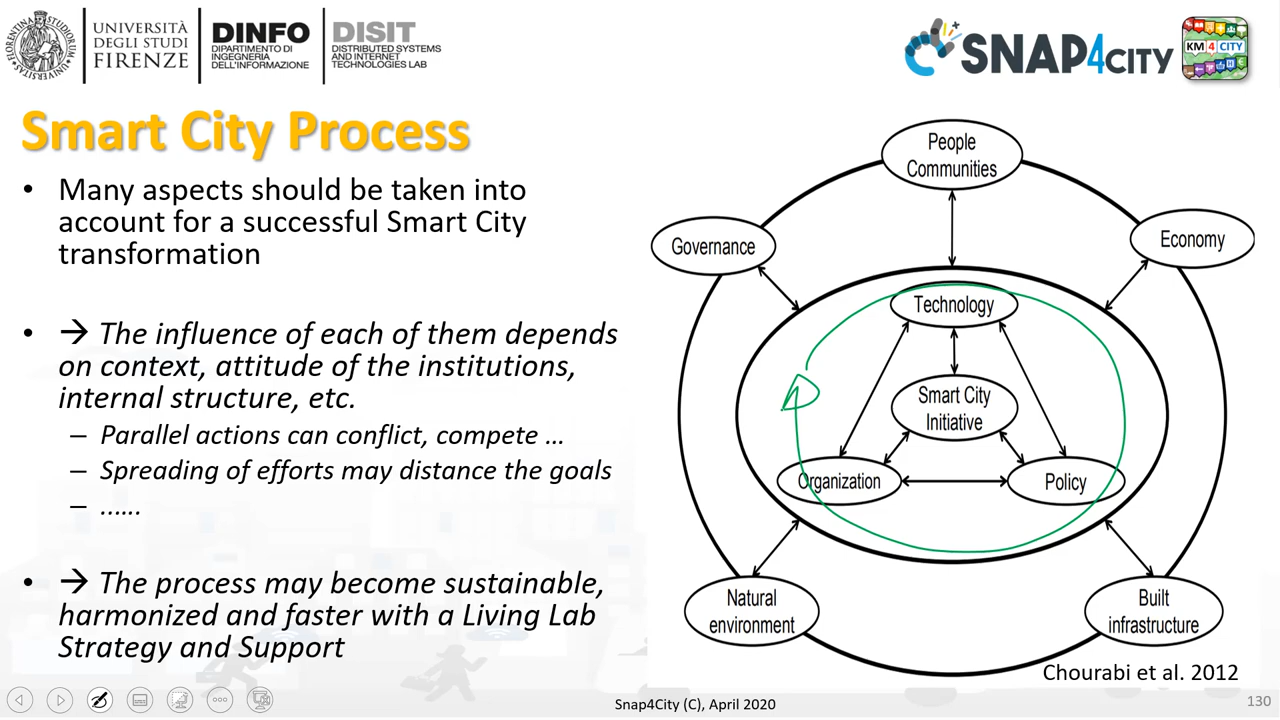 UNIVERSITÀ
DEGLI STUDI
FIRENZE
DINFO
DIPARTIMENTO DI
INGEGNERIA
DELL'INFORMAZIONE
DISIT
DISTRIBUTED SYSTEMS
AND INTERNET
TECHNOLOGIES LAB
SNAP4CITY
KM4CITY
Smart City Process
• Many aspects should be taken into
account for a successful Smart City
transformation
• → The influence of each of them depends
on context, attitude of the institutions,
internal structure, etc.
– Parallel actions can conflict, compete …
– Spreading of efforts may distance the goals
– ……
• → The process may become sustainable,
harmonized and faster with a Living Lab
Strategy and Support
People
Communities
Governance
Economy
Technology
Smart City
Initiative
Organization
Policy
Natural
environment
Built
infrastructure
Chourabi et al. 2012
Snap4City (C), April 2020
130